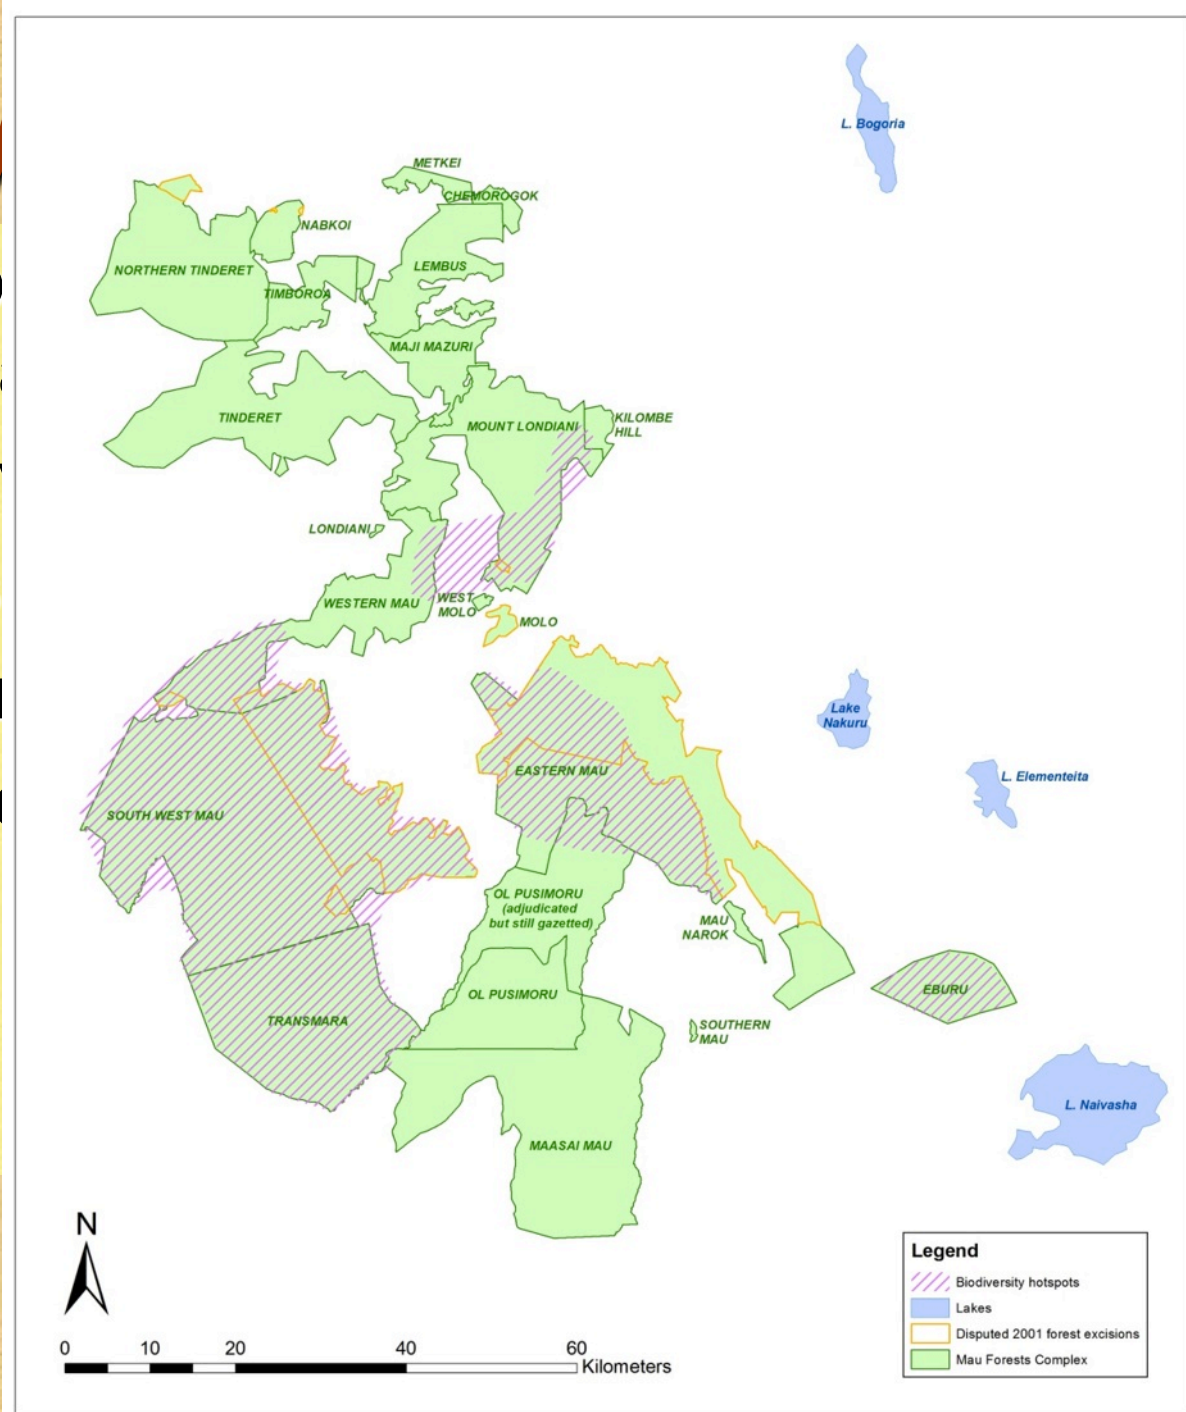 L. Bogoria
METKEI
CHEMOROGOK
NABKOI
NORTHERN TINDERET
LEMBUS
TIMBOROA
MAJI MAZURI
TINDERET
MOUNT LONDIANI
KILOMBE
HILL
LONDIANI
WESTERN MAU
WEST
MOLO
MOLO
Lake
Nakuru
EASTERN MAU
L. Elementeita
SOUTH WEST MAU
OL PUSIMORU
(adjudicated
but still gazetted)
MAU
NAROK
EBURU
OL PUSIMORU
TRANSMARA
SOUTHERN
MAU
L. Naivasha
MAASAI MAU
N
0 10 20 40 60
Kilometers
Legend
Biodiversity hotspots
Lakes
Disputed 2001 forest excisions
Mau Forests Complex